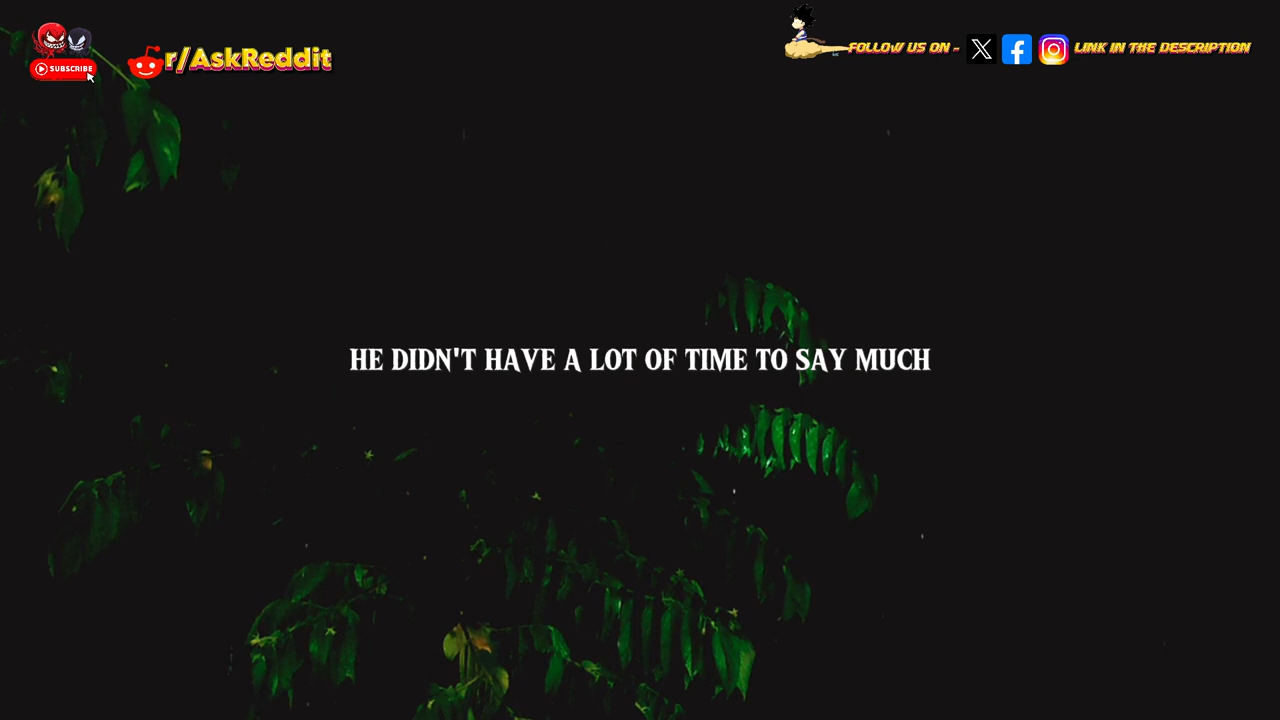 SUBSCRIBE
r/AskReddit
FOLLOW US ON -
LINK IN THE DESCRIPTION
HE DIDN'T HAVE A LOT OF TIME TO SAY MUCH